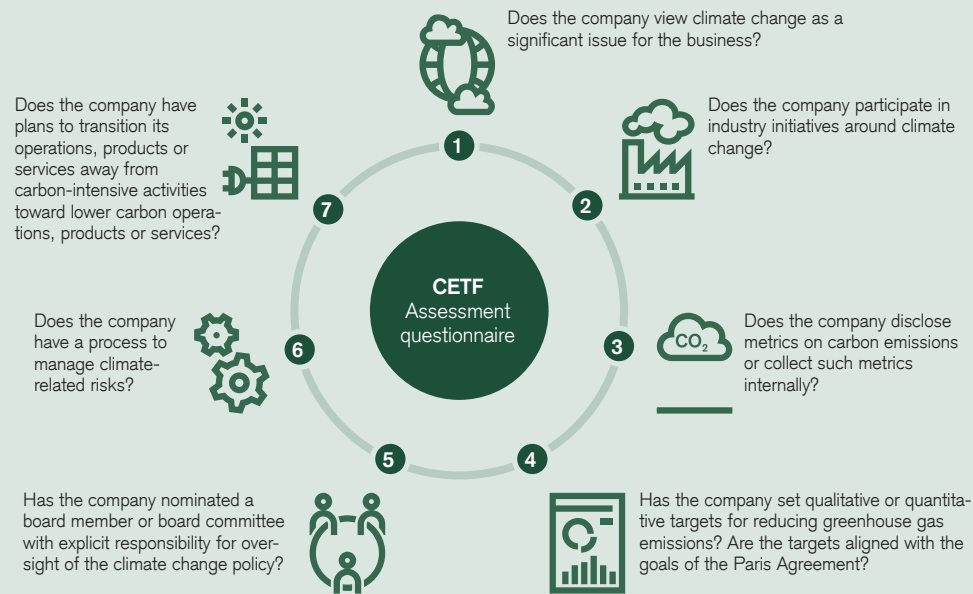 Does the company view climate change as a
significant issue for the business?
1
Does the company participate in
industry initiatives around climate
change?
2
CO2
Does the company disclose
metrics on carbon emissions
or collect such metrics
internally?
3
Has the company set qualitative or quantita-
tive targets for reducing greenhouse gas
emissions? Are the targets aligned with the
goals of the Paris Agreement?
4
Has the company nominated a
board member or board committee
with explicit responsibility for over-
sight of the climate change policy?
5
Does the company
have a process to
manage climate-
related risks?
6
Does the company have
plans to transition its
operations, products or
services away from
carbon-intensive activities
toward lower carbon opera-
tions, products or services?
7
CETF
Assessment
questionnaire